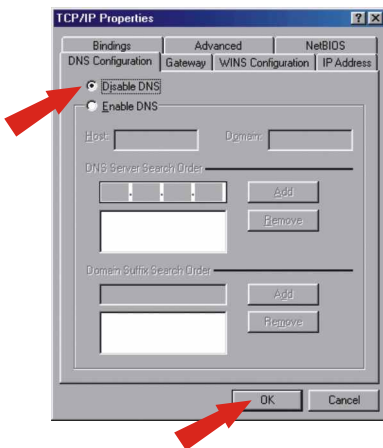 TCP/IP Properties
Bindings Advanced NetBIOS
DNS Configuration Gateway WINS Configuration IP Address
Disable DNS
Enable DNS
Host: Domain:
DNS Server Search Order
Add
Remove
Domain Suffix Search Order
Add
Remove
OK Cancel